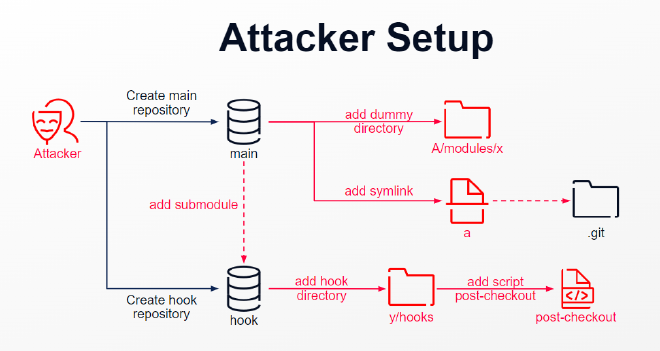 Attacker Setup
Create main
repository
add dummy
directory
Attacker
main
A/modules/x
add submodule
add symlink
a
.git
Create hook
repository
add hook
directory
add script
post-checkout
hook
y/hooks
post-checkout